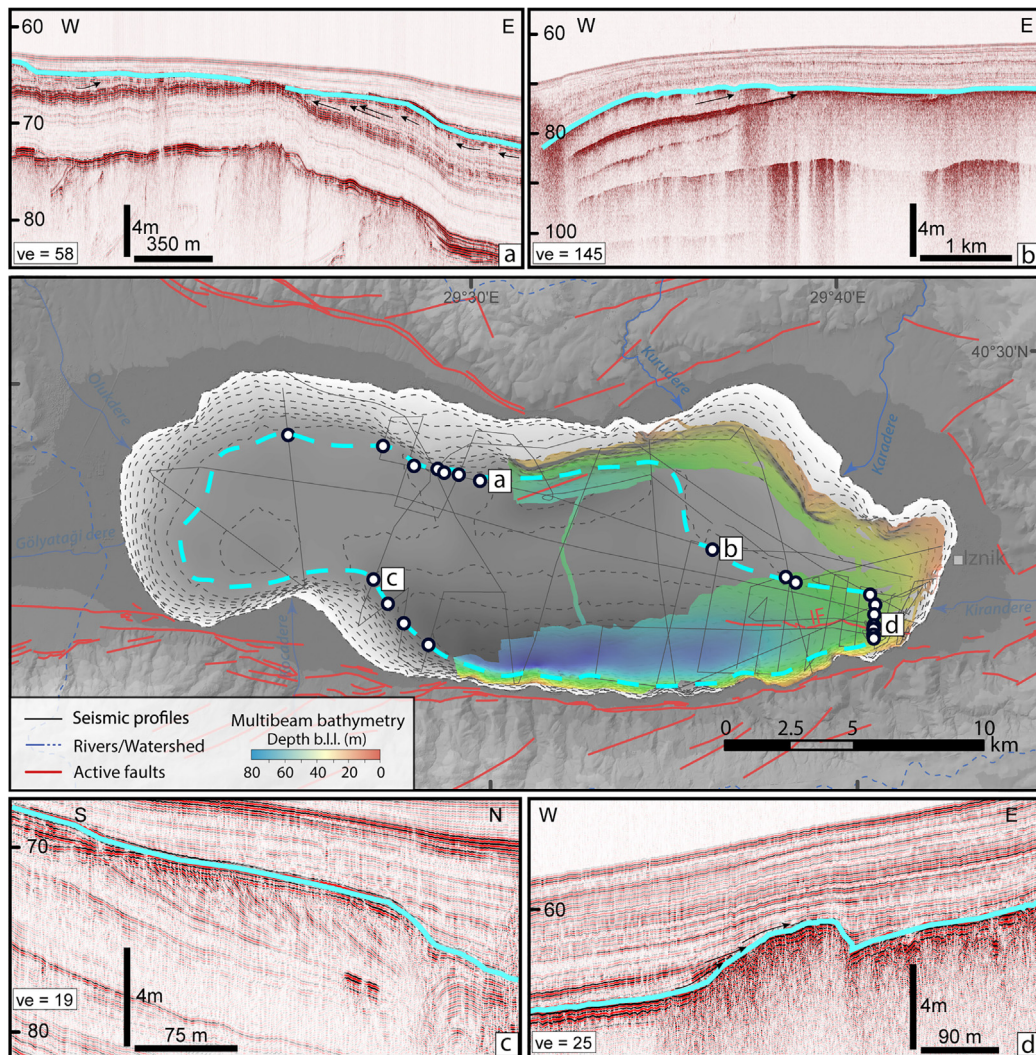 60
W
E
70
80
4m
350 m
ve = 58
a
60
W
E
80
100
4m
1 km
ve = 145
b
29°30'E
29°40'E
40°30'N
Olukdere
Kurudere
Karadere
Gölyatağı dere
Iznik
Kirandere
a
b
c
d
IF
Seismic profiles
Rivers/Watershed
Active faults
Multibeam bathymetry
Depth b.l.l. (m)
80 60 40 20 0
0 2.5 5 10
km
S
N
70
80
4m
75 m
ve = 19
c
W
E
60
4m
90 m
ve = 25
d